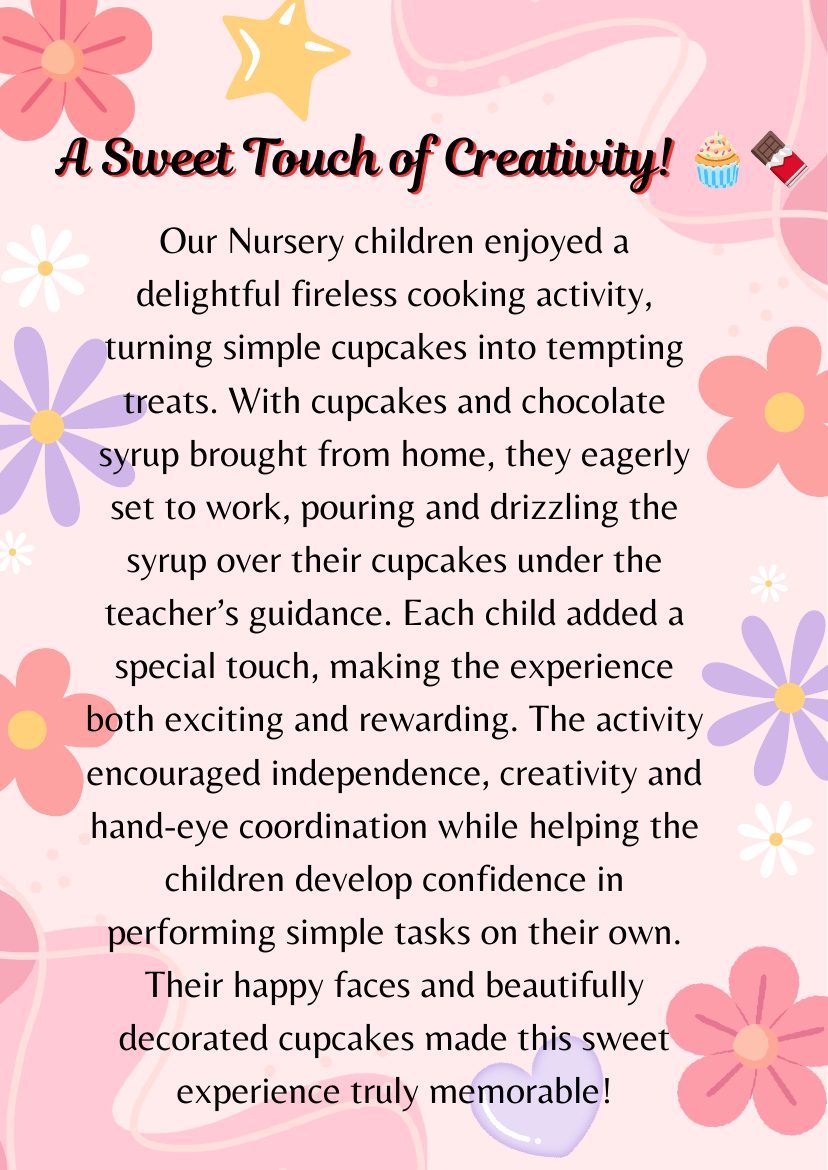 A Sweet Touch of Creativity! 🧁 🍫
Our Nursery children enjoyed a
delightful fireless cooking activity,
turning simple cupcakes into tempting
treats. With cupcakes and chocolate
syrup brought from home, they eagerly
set to work, pouring and drizzling the
syrup over their cupcakes under the
teacher’s guidance. Each child added a
special touch, making the experience
both exciting and rewarding. The activity
encouraged independence, creativity and
hand-eye coordination while helping the
children develop confidence in
performing simple tasks on their own.
Their happy faces and beautifully
decorated cupcakes made this sweet
experience truly memorable!